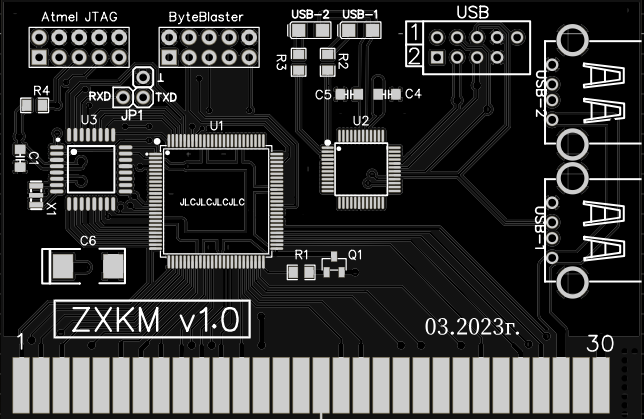 Atmel JTAG
ByteBlaster
USB-2
USB-1
USB
1
2
R3
R2
T
RXD
TXD
JP1
R4
C5
C4
USB-2
AA
U3
U1
U2
C1
X1
JLCJLCJLCJLC
USB-1
AA
C6
R1
Q1
ZXKM v1.0
03.2023г.
1
30